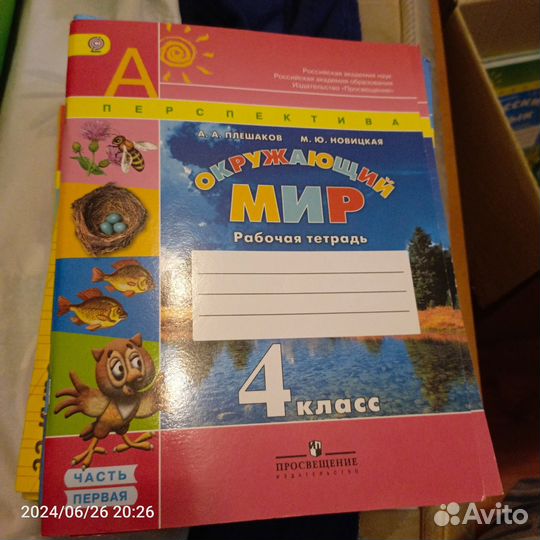 А
Российская академия наук
Российская академия образования
Издательство «Просвещение»
ПЕРСПЕКТИВА
А. А. ПЛЕШАКОВ М. Ю. НОВИЦКАЯ
ОКРУЖАЮЩИЙ
МИР
Рабочая тетрадь
4 класс
ПРОСВЕЩЕНИЕ
ИЗДАТЕЛЬСТВО
ЧАСТЬ
ПЕРВАЯ
2024/06/26 20:26
Avito